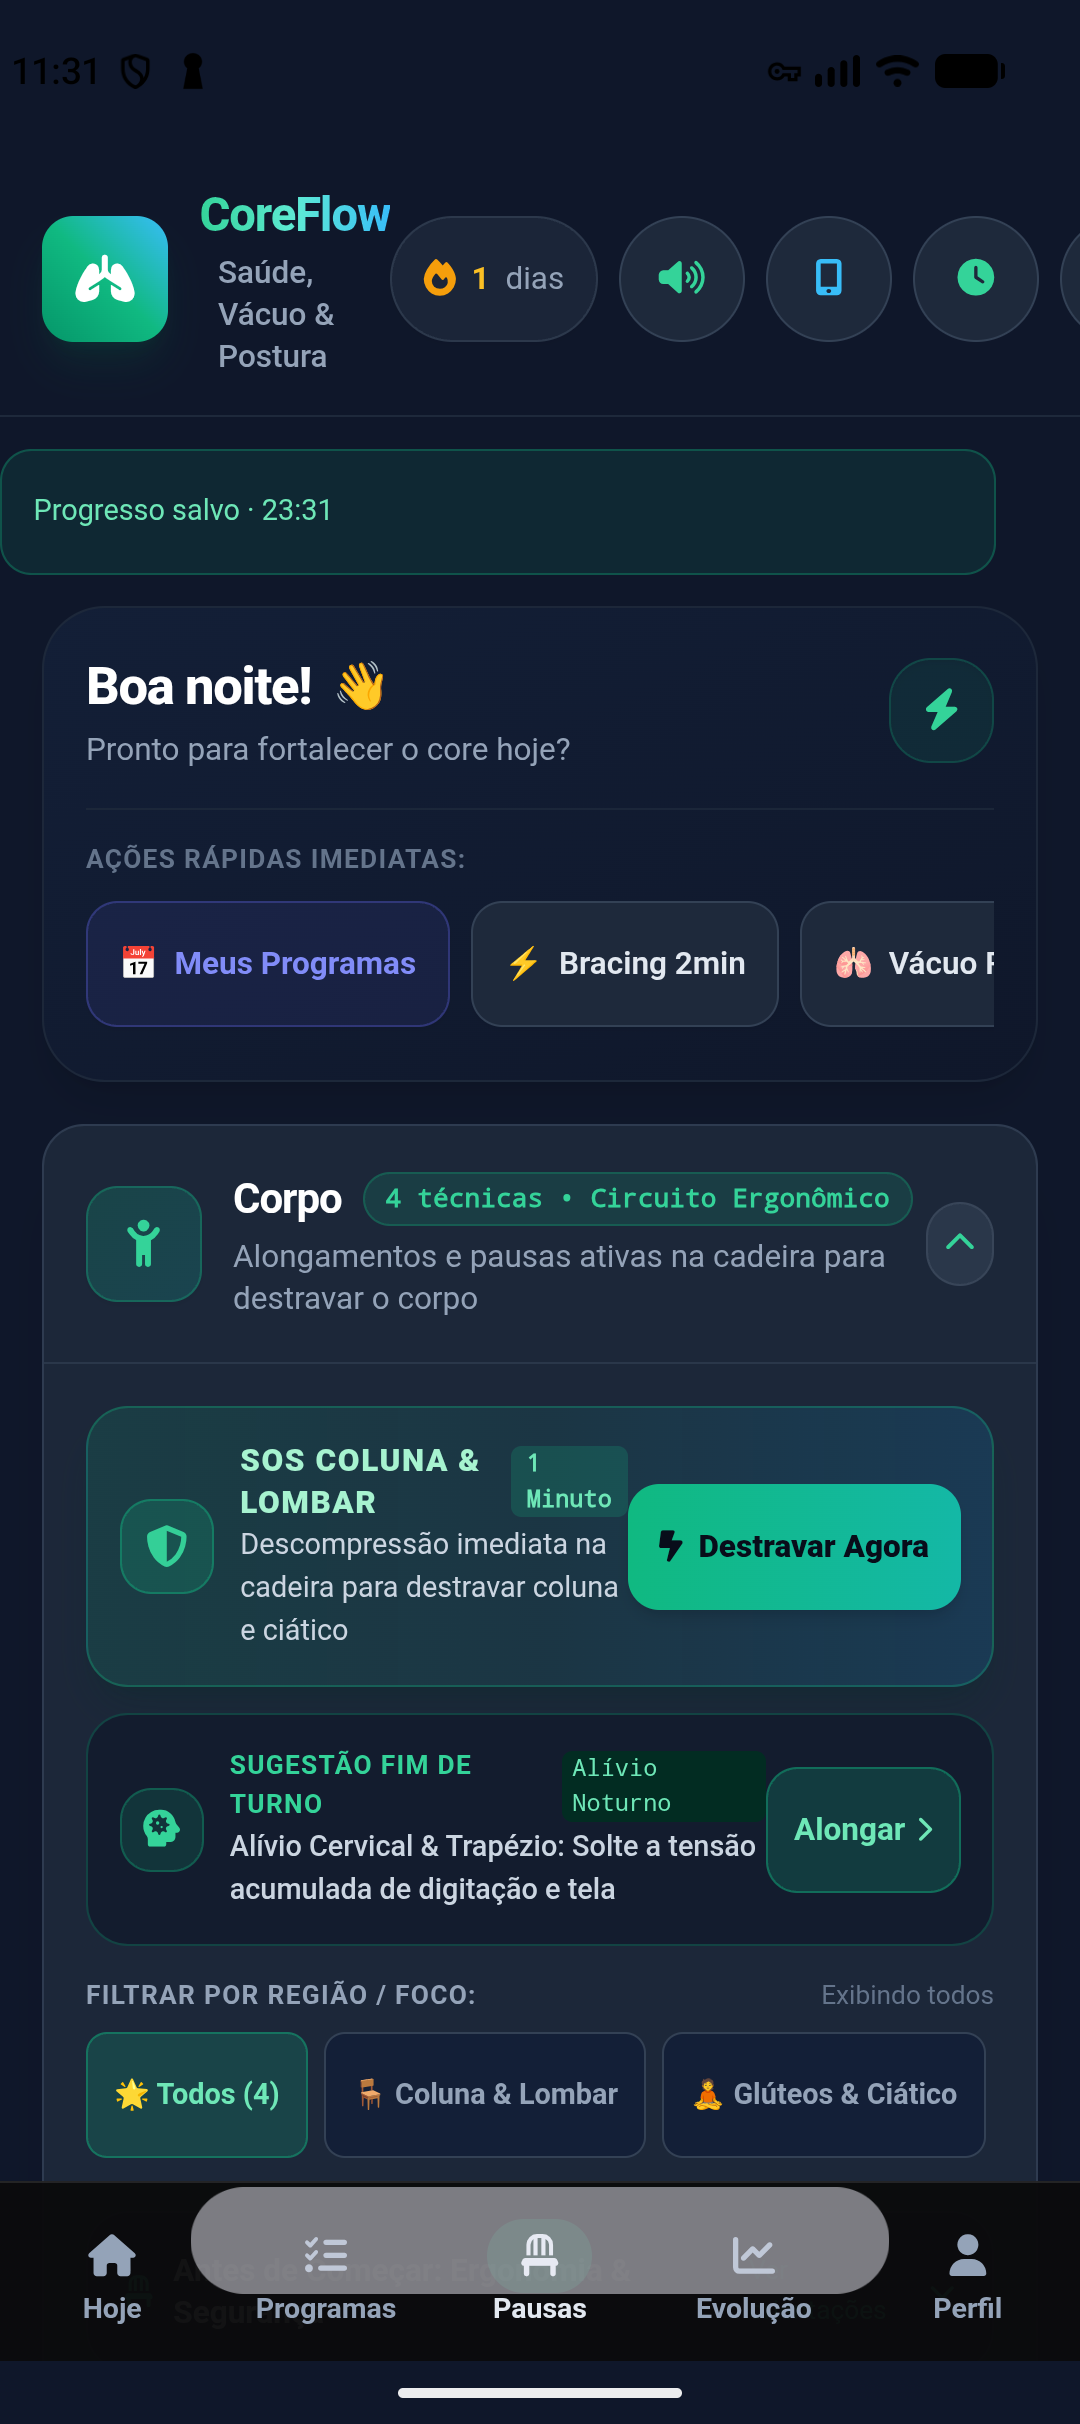 11:31
CoreFlow
Saúde,
Vácuo &
Postura
1 dias
Progresso salvo · 23:31
Boa noite! 👋
Pronto para fortalecer o core hoje?
AÇÕES RÁPIDAS IMEDIATAS:
📅 Meus Programas
⚡ Bracing 2min
🫁 Vácuo
Corpo
4 técnicas • Circuito Ergonômico
Alongamentos e pausas ativas na cadeira para
destravar o corpo
SOS COLUNA &
LOMBAR
1
Minuto
Descompressão imediata na
cadeira para destravar coluna
e ciático
Destravar Agora
SUGESTÃO FIM DE
TURNO
Alívio
Noturno
Alívio Cervical & Trapézio: Solte a tensão
acumulada de digitação e tela
Alongar
FILTRAR POR REGIÃO / FOCO:
Exibindo todos
🌟 Todos (4)
🪑 Coluna & Lombar
🧘 Glúteos & Ciático
Antes de Começar: Ergonomia &
Hoje
Programas
Pausas
Evolução
Perfil